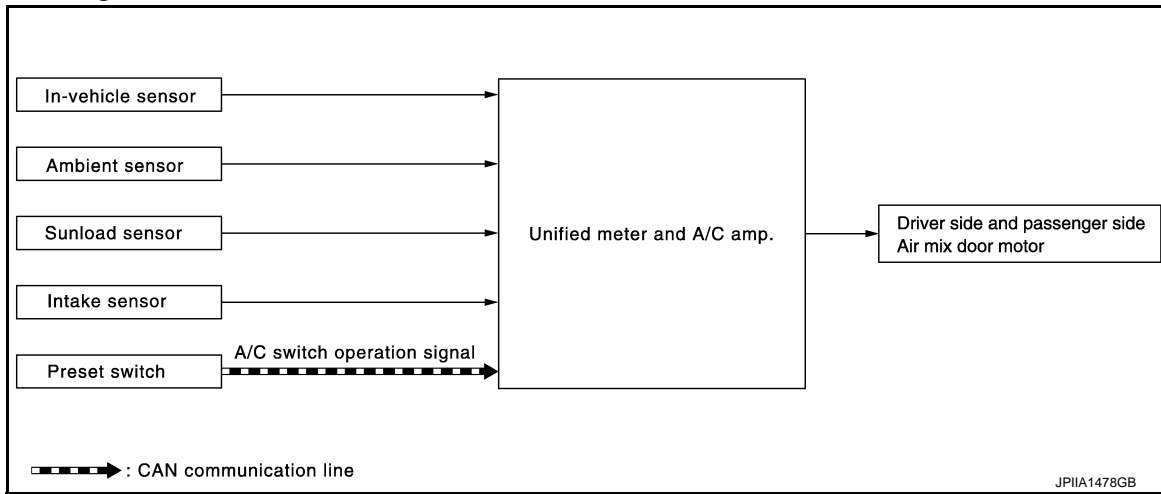 In-vehicle sensor
Ambient sensor
Sunload sensor
Intake sensor
Preset switch
A/C switch operation signal
Unified meter and A/C amp.
Driver side and passenger side
Air mix door motor
: CAN communication line
JPIIA1478GB